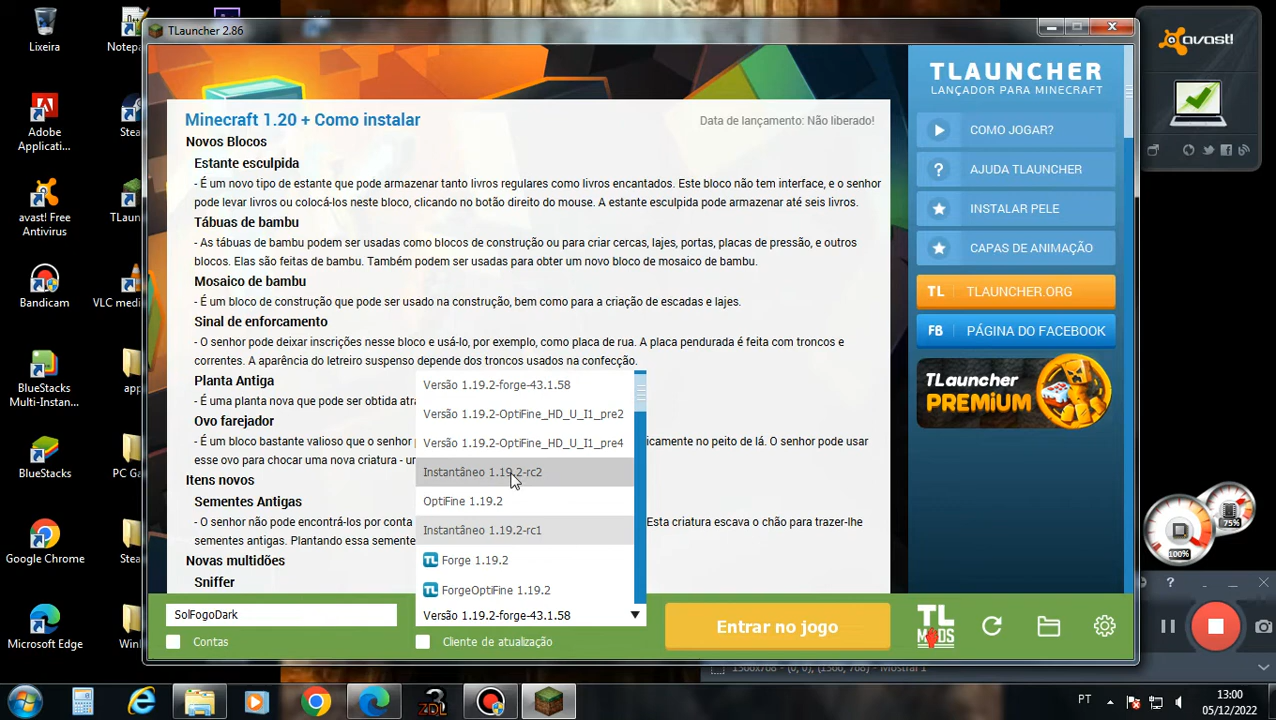 Lixeira
Notep
TLauncher 2.86
avast!
Adobe
Applicati...
Stea
avast! Free
Antivirus
TLaun
Bandicam
VLC medi
BlueStacks
Multi-Instan...
app
BlueStacks
PC Gam
Google Chrome
Stea
Microsoft Edge
Minecraft 1.20 + Como instalar
Data de lançamento: Não liberado!
Novos Blocos
Estante esculpida
- É um novo tipo de estante que pode armazenar tanto livros regulares como livros encantados. Este bloco não tem interface, e o senhor
pode levar livros ou colocá-los neste bloco, clicando no botão direito do mouse. A estante esculpida pode armazenar até seis livros.
Tábuas de bambu
- As tábuas de bambu podem ser usadas como blocos de construção ou para criar cercas, lajes, portas, placas de pressão, e outros
blocos. Elas são feitas de bambu. Também podem ser usadas para obter um novo bloco de mosaico de bambu.
Mosaico de bambu
- É um bloco de construção que pode ser usado na construção, bem como para a criação de escadas e lajes.
Sinal de enforcamento
- O senhor pode deixar inscrições nesse bloco e usá-lo, por exemplo, como placa de rua. A placa pendurada é feita com troncos e
correntes. A aparência do letreiro suspenso depende dos troncos usados na confecção.
Planta Antiga
- É uma planta nova que pode ser obtida atra
Ovo farejador
- É um bloco bastante valioso que o senhor
icamente no peito de lá. O senhor pode usar
esse ovo para chocar uma nova criatura - um
Itens novos
Sementes Antigas
- O senhor não pode encontrá-los por conta
Esta criatura escava o chão para trazer-lhe
sementes antigas. Plantando essa semente
Novas multidões
Sniffer
Versão 1.19.2-forge-43.1.58
Versão 1.19.2-OptiFine_HD_U_I1_pre2
Versão 1.19.2-OptiFine_HD_U_I1_pre4
Instantâneo 1.19.2-rc2
OptiFine 1.19.2
Instantâneo 1.19.2-rc1
TL Forge 1.19.2
TL ForgeOptiFine 1.19.2
SolFogoDark
Versão 1.19.2-forge-43.1.58
Contas
Cliente de atualização
Entrar no jogo
TL
MODS
TLAUNCHER
LANÇADOR PARA MINECRAFT
COMO JOGAR?
? AJUDA TLAUNCHER
INSTALAR PELE
CAPAS DE ANIMAÇÃO
TL TLAUNCHER.ORG
FB PÁGINA DO FACEBOOK
TLauncher
PREMIUM
75%
100%
1366x768 - (0, 0), (1366, 768) - Mostrar 1
ZDL
PT
13:00
05/12/2022